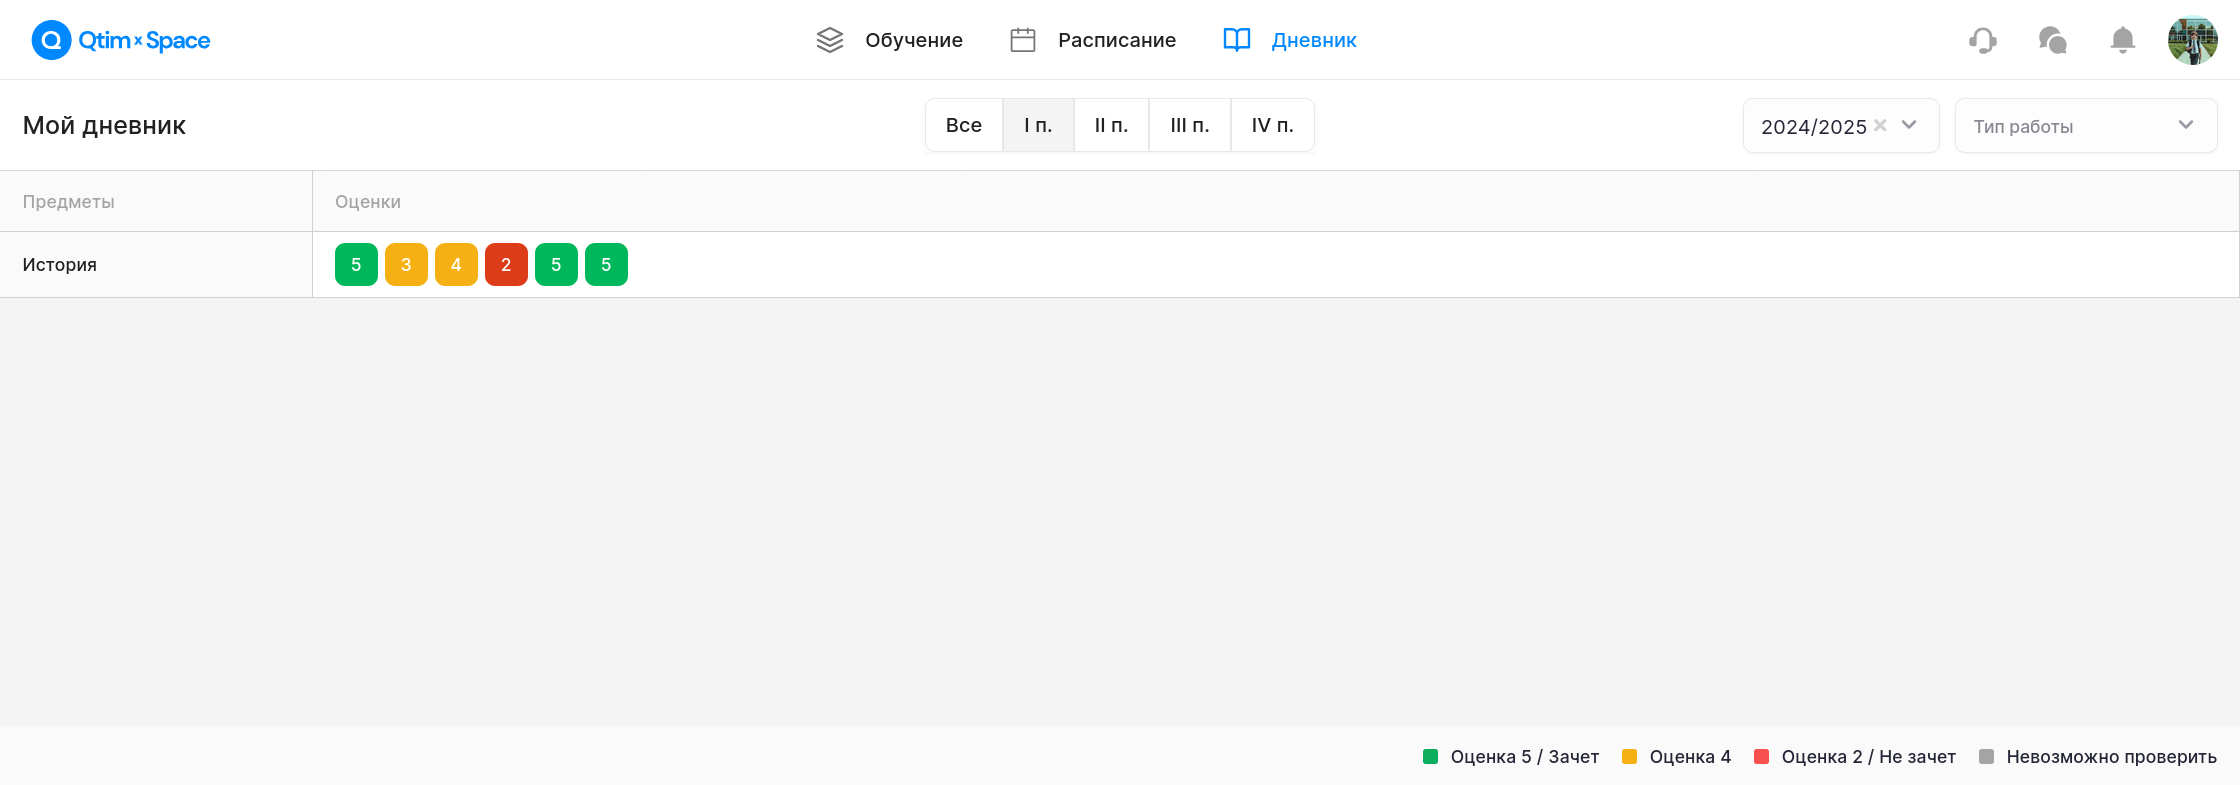 Qtim × Space
Обучение
Расписание
Дневник
Мой дневник
Все
I п.
II п.
III п.
IV п.
2024/2025
Тип работы
Предметы
Оценки
История
5 3 4 2 5 5
Оценка 5 / Зачет
Оценка 4
Оценка 2 / Не зачет
Невозможно проверить